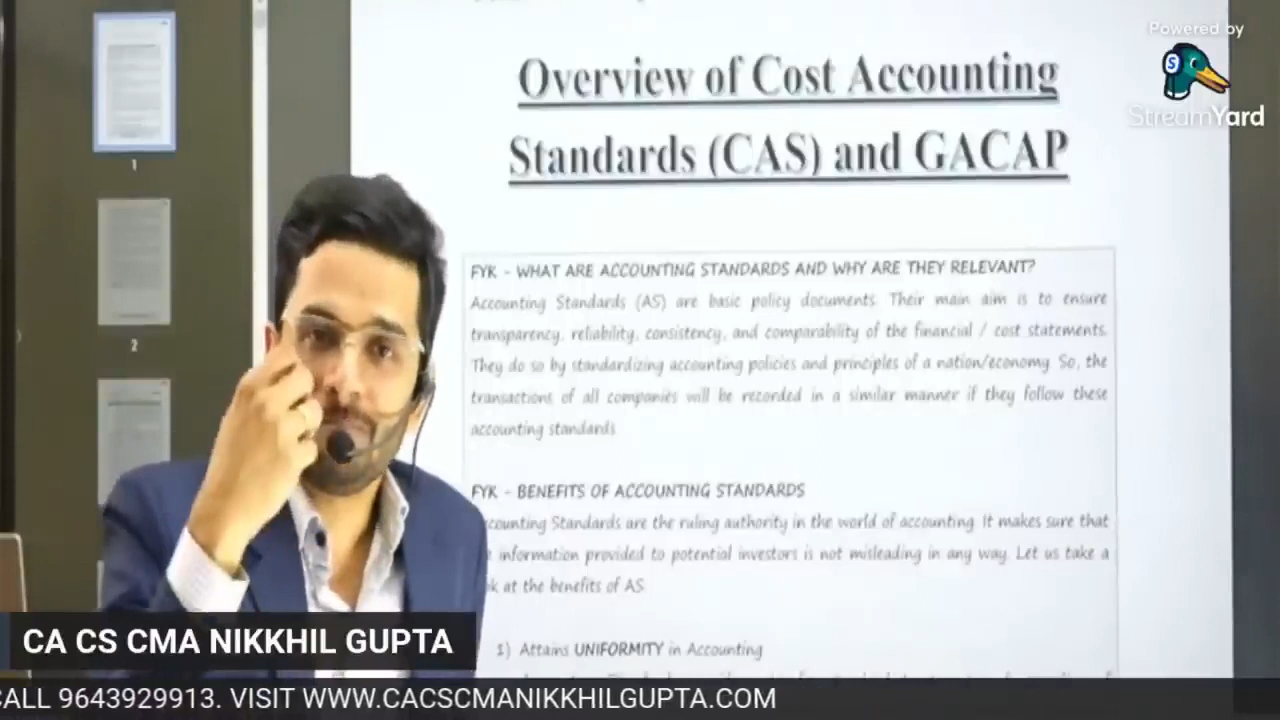 Powered by
S
StreamYard
Overview of Cost Accounting
Standards (CAS) and GACAP
1
2
FYK - WHAT ARE ACCOUNTING STANDARDS AND WHY ARE THEY RELEVANT?
Accounting Standards (AS) are basic policy documents. Their main aim is to ensure
transparency, reliability, consistency, and comparability of the financial / cost statements.
They do so by standardizing accounting policies and principles of a nation/economy. So, the
transactions of all companies will be recorded in a similar manner if they follow these
accounting standards
FYK - BENEFITS OF ACCOUNTING STANDARDS
counting Standards are the ruling authority in the world of accounting. It makes sure that
information provided to potential investors is not misleading in any way. Let us take a
k at the benefits of AS
1) Attains UNIFORMITY in Accounting
CA CS CMA NIKKHIL GUPTA
CALL 9643929913. VISIT WWW.CACSCMANIKKHILGUPTA.COM